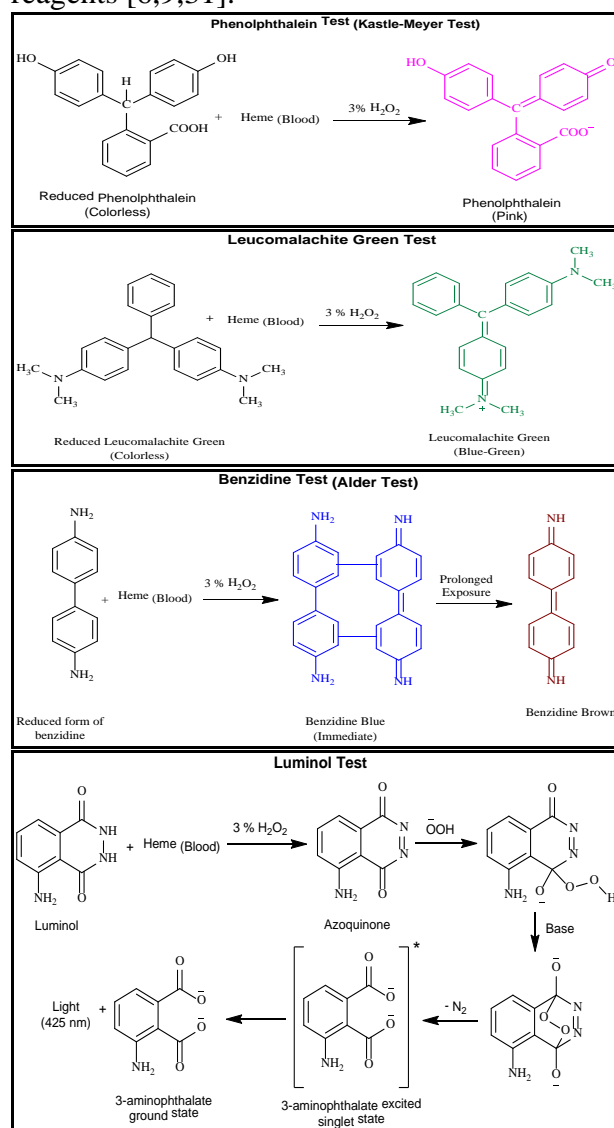 reagents [6,9,31].
Phenolphthalein Test (Kastle-Meyer Test)
HO
OH
H
C
COOH
+
Heme (Blood)
3% H2O2
Reduced Phenolphthalein
(Colorless)
HO
O
C
COO−
Phenolphthalein
(Pink)
Leucomalachite Green Test
H3C
N
CH3
N
CH3
CH3
+
Heme (Blood)
3 % H2O2
Reduced Leucomalachite Green
(Colorless)
CH3
N
CH3
C
H3C
N
+
CH3
Leucomalachite Green
(Blue-Green)
Benzidine Test (Alder Test)
NH2
NH2
+
Heme (Blood)
3 % H2O2
Reduced form of
benzidine
NH2
NH
NH2
NH
Benzidine Blue
(Immediate)
Prolonged
Exposure
NH
NH
Benzidine Brown
Luminol Test
O
NH
NH
NH2
O
Luminol
+
Heme (Blood)
3 % H2O2
O
N
N
NH2
O
Azoquinone
−OOH
O
N
N
NH2
O−
O
O
H
Base
O−
N
N
O
O
NH2
O−
- N2
*
O
O−
O−
NH2
O
3-aminophthalate excited
singlet state
O
O−
O−
NH2
O
3-aminophthalate
ground state
+
Light
(425 nm)